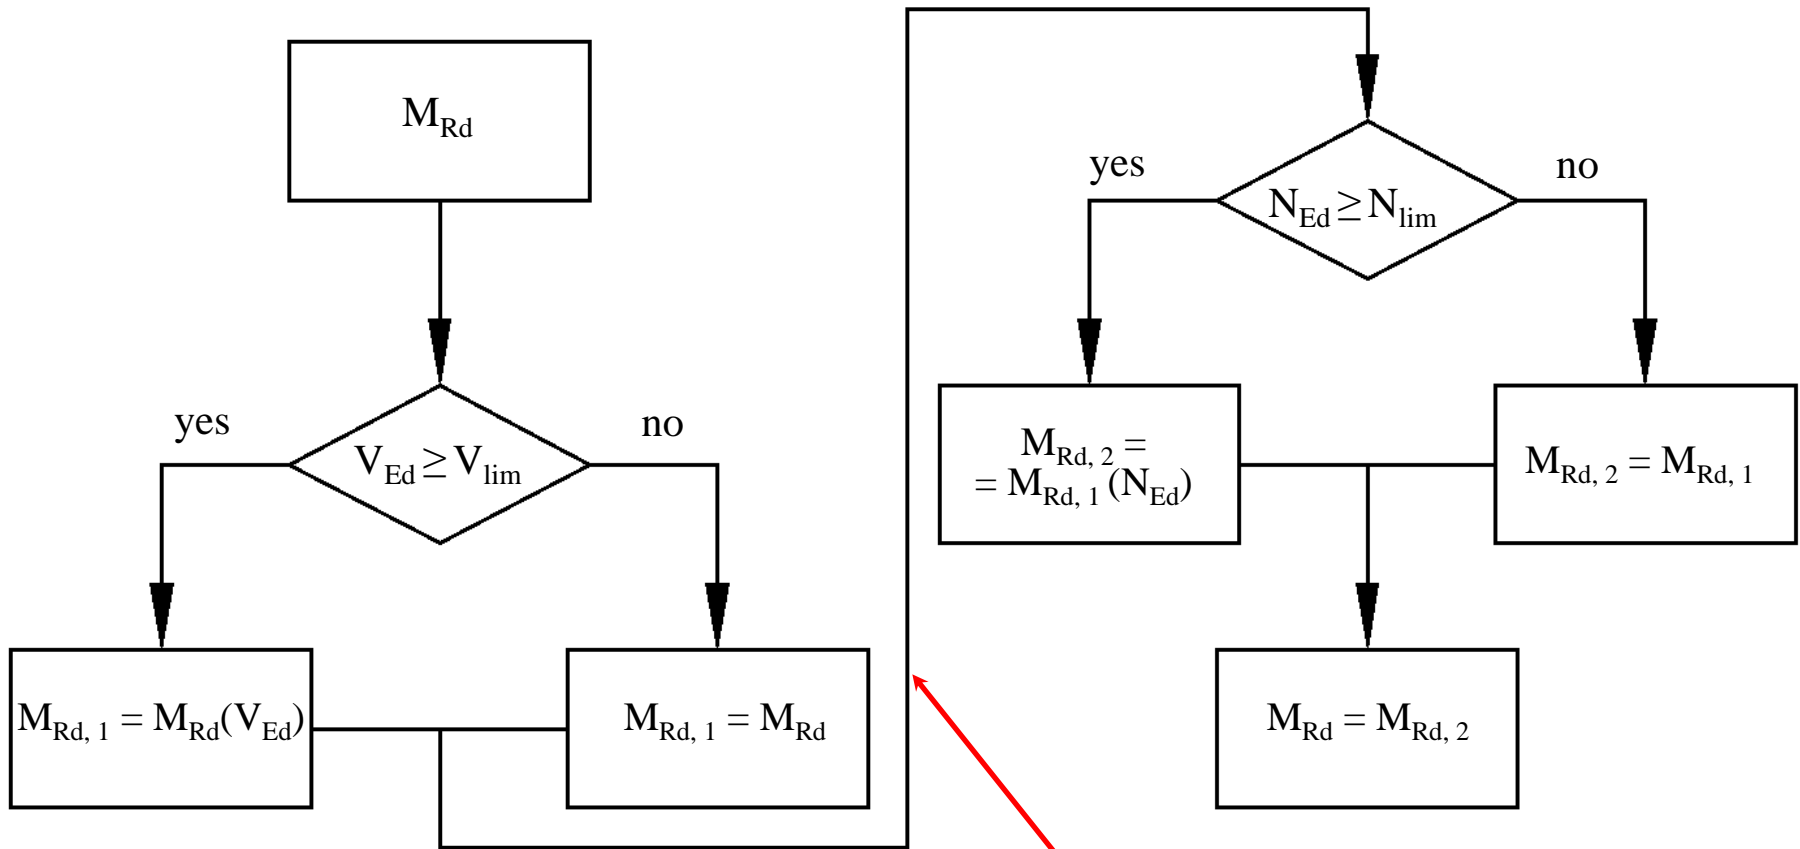 M_Rd
yes
no
V_Ed ≥ V_lim
M_Rd, 1 = M_Rd(V_Ed)
M_Rd, 1 = M_Rd
yes
no
N_Ed ≥ N_lim
M_Rd, 2 =
= M_Rd, 1 (N_Ed)
M_Rd, 2 = M_Rd, 1
M_Rd = M_Rd, 2